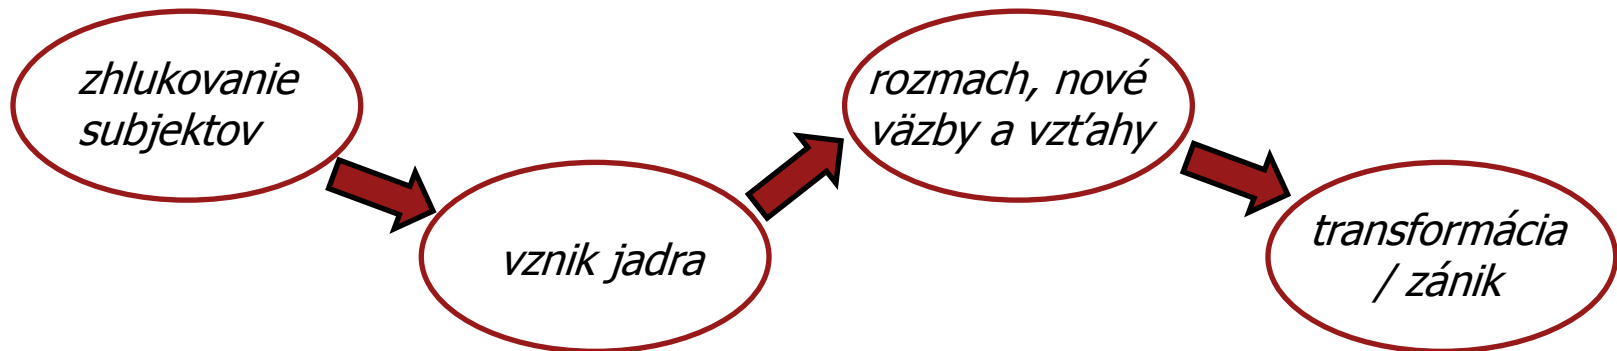 zhlukovanie
subjektov
vznik jadra
rozmach, nové
väzby a vzťahy
transformácia
/ zánik